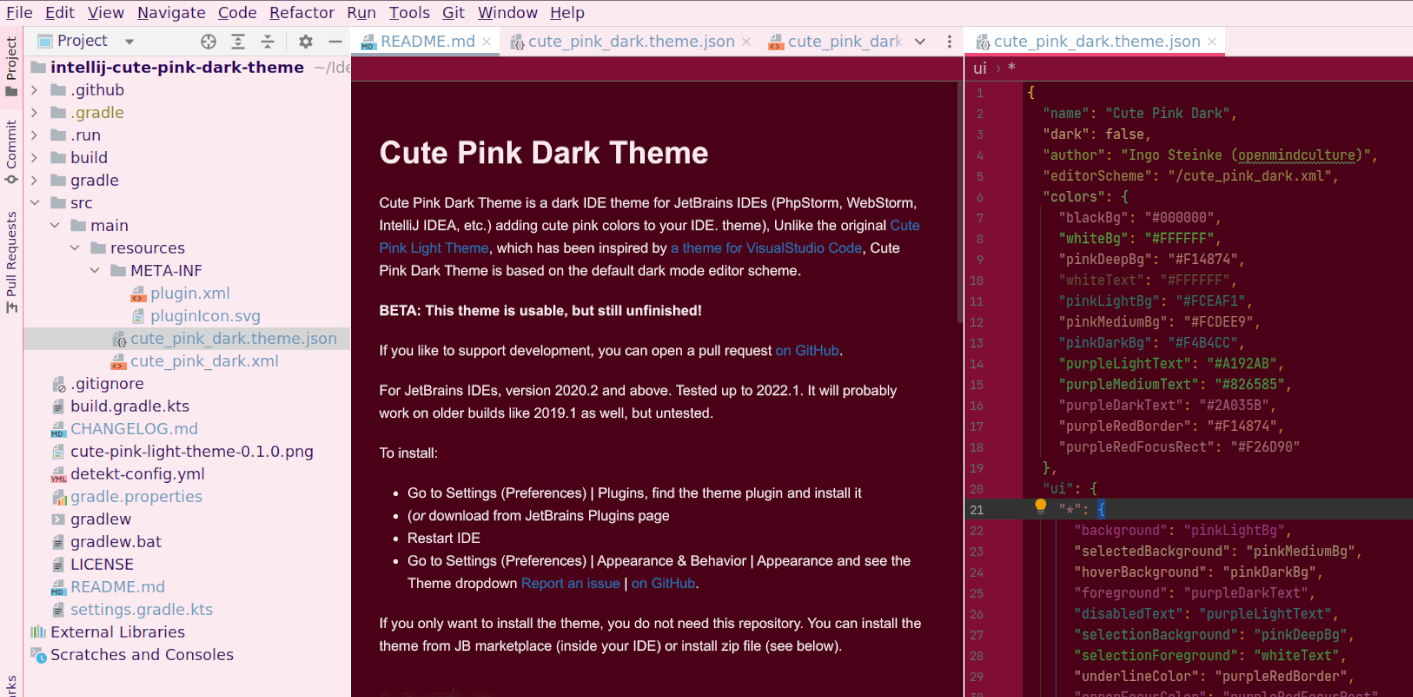 File Edit View Navigate Code Refactor Run Tools Git Window Help
Project
Commit
Pull Requests
Project
intellij-cute-pink-dark-theme ~/Ide
.github
.gradle
.run
build
gradle
src
main
resources
META-INF
plugin.xml
pluginIcon.svg
cute_pink_dark.theme.json
cute_pink_dark.xml
.gitignore
build.gradle.kts
CHANGELOG.md
cute-pink-light-theme-0.1.0.png
detekt-config.yml
gradle.properties
gradlew
gradlew.bat
LICENSE
README.md
settings.gradle.kts
External Libraries
Scratches and Consoles
README.md cute_pink_dark.theme.json cute_pink_dark
Cute Pink Dark Theme
Cute Pink Dark Theme is a dark IDE theme for JetBrains IDEs (PhpStorm, WebStorm,
IntelliJ IDEA, etc.) adding cute pink colors to your IDE. theme), Unlike the original Cute
Pink Light Theme, which has been inspired by a theme for VisualStudio Code, Cute
Pink Dark Theme is based on the default dark mode editor scheme.
BETA: This theme is usable, but still unfinished!
If you like to support development, you can open a pull request on GitHub.
For JetBrains IDEs, version 2020.2 and above. Tested up to 2022.1. It will probably
work on older builds like 2019.1 as well, but untested.
To install:
• Go to Settings (Preferences) | Plugins, find the theme plugin and install it
• (or download from JetBrains Plugins page
• Restart IDE
• Go to Settings (Preferences) | Appearance & Behavior | Appearance and see the
Theme dropdown Report an issue | on GitHub.
If you only want to install the theme, you do not need this repository. You can install the
theme from JB marketplace (inside your IDE) or install zip file (see below).
cute_pink_dark.theme.json
ui › *
1 {
2 "name": "Cute Pink Dark",
3 "dark": false,
4 "author": "Ingo Steinke (openmindculture)",
5 "editorScheme": "/cute_pink_dark.xml",
6 "colors": {
7 "blackBg": "#000000",
8 "whiteBg": "#FFFFFF",
9 "pinkDeepBg": "#F14874",
10 "whiteText": "#FFFFFF",
11 "pinkLightBg": "#FCEAF1",
12 "pinkMediumBg": "#FCDEE9",
13 "pinkDarkBg": "#F4B4CC",
14 "purpleLightText": "#A192AB",
15 "purpleMediumText": "#826585",
16 "purpleDarkText": "#2A035B",
17 "purpleRedBorder": "#F14874",
18 "purpleRedFocusRect": "#F26D90"
19 },
20 "ui": {
21 "*": {
22 "background": "pinkLightBg",
23 "selectedBackground": "pinkMediumBg",
24 "hoverBackground": "pinkDarkBg",
25 "foreground": "purpleDarkText",
26 "disabledText": "purpleLightText",
27 "selectionBackground": "pinkDeepBg",
28 "selectionForeground": "whiteText",
29 "underlineColor": "purpleRedBorder",